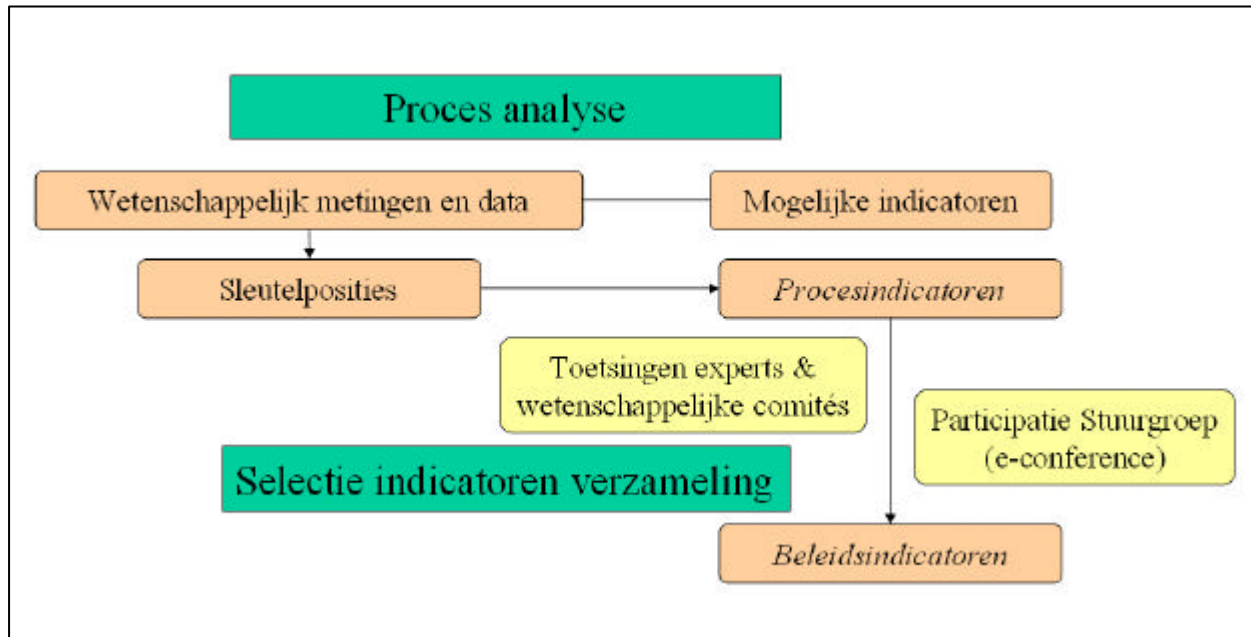 Proces analyse
Wetenschappelijk metingen en data
Mogelijke indicatoren
Sleutelposities
Procesindicatoren
Toetsingen experts &
wetenschappelijke comités
Participatie Stuurgroep
(e-conference)
Selectie indicatoren verzameling
Beleidsindicatoren